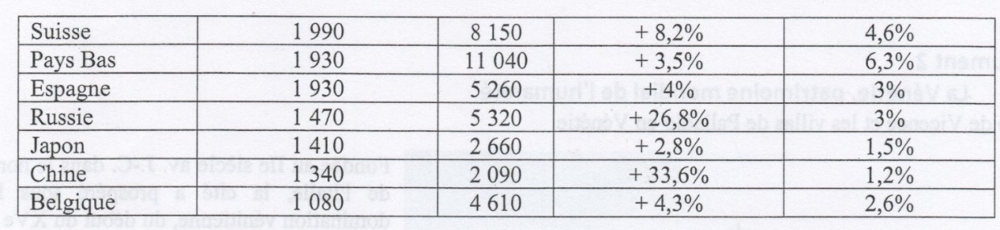 Suisse 1 990 8 150 + 8,2% 4,6%
Pays Bas 1 930 11 040 + 3,5% 6,3%
Espagne 1 930 5 260 + 4% 3%
Russie 1 470 5 320 + 26,8% 3%
Japon 1 410 2 660 + 2,8% 1,5%
Chine 1 240 2 090 + 33,6% 1,2%
Belgique 1 080 4 610 + 4,3% 2,6%